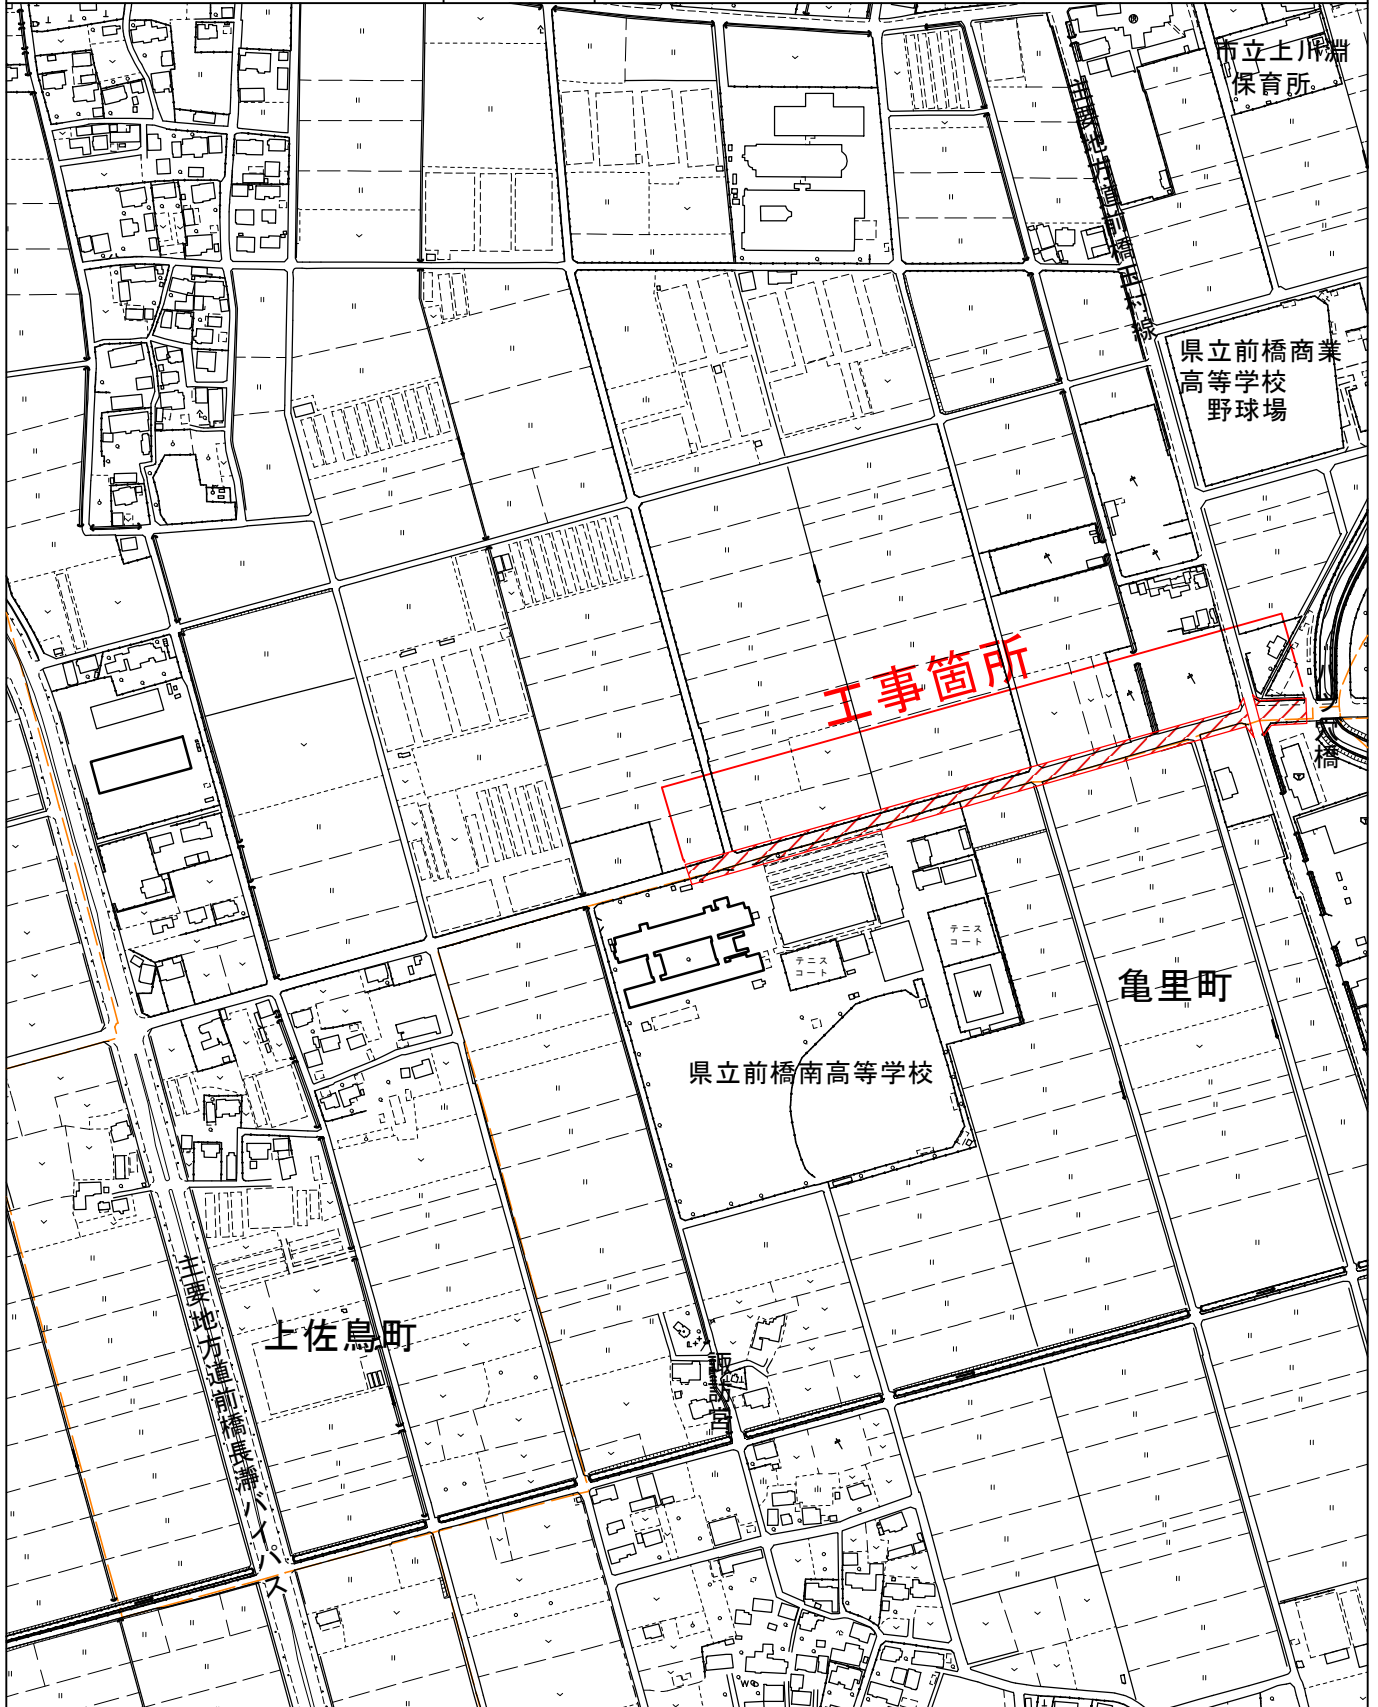 市立上川淵
保育所
主要地方道前橋玉村線
県立前橋商業
高等学校
野球場
工事箇所
橋
テニス
コート
テニス
コート
W
亀里町
県立前橋南高等学校
主要地方道前橋長瀞バイパス
上佐鳥町
諏訪宮
W